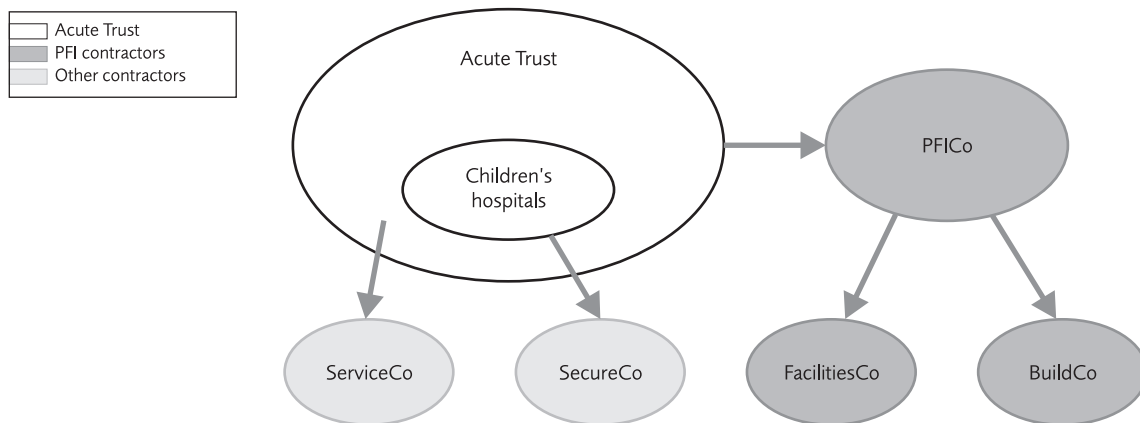 Acute Trust
PFI contractors
Other contractors
Acute Trust
PFICo
Children's
hospitals
ServiceCo
SecureCo
FacilitiesCo
BuildCo